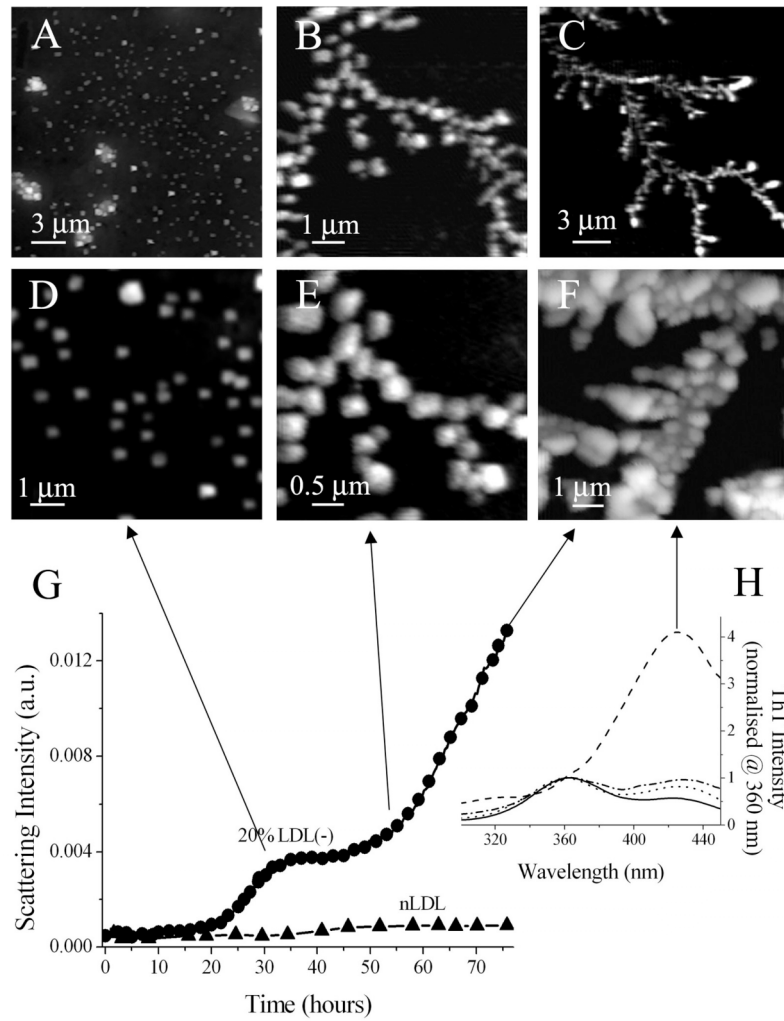 A
B
C
3 μm
1 μm
3 μm
D
E
F
1 μm
0.5 μm
1 μm
G
H
Scattering Intensity (a.u.)
0.012
0.008
0.004
0.000
20% LDL(-)
nLDL
0 10 20 30 40 50 60 70
Time (hours)
4
3
2
1
0
ThT Intensity
(normalised @ 360 nm)
300 360 400 450
Wavelength (nm)